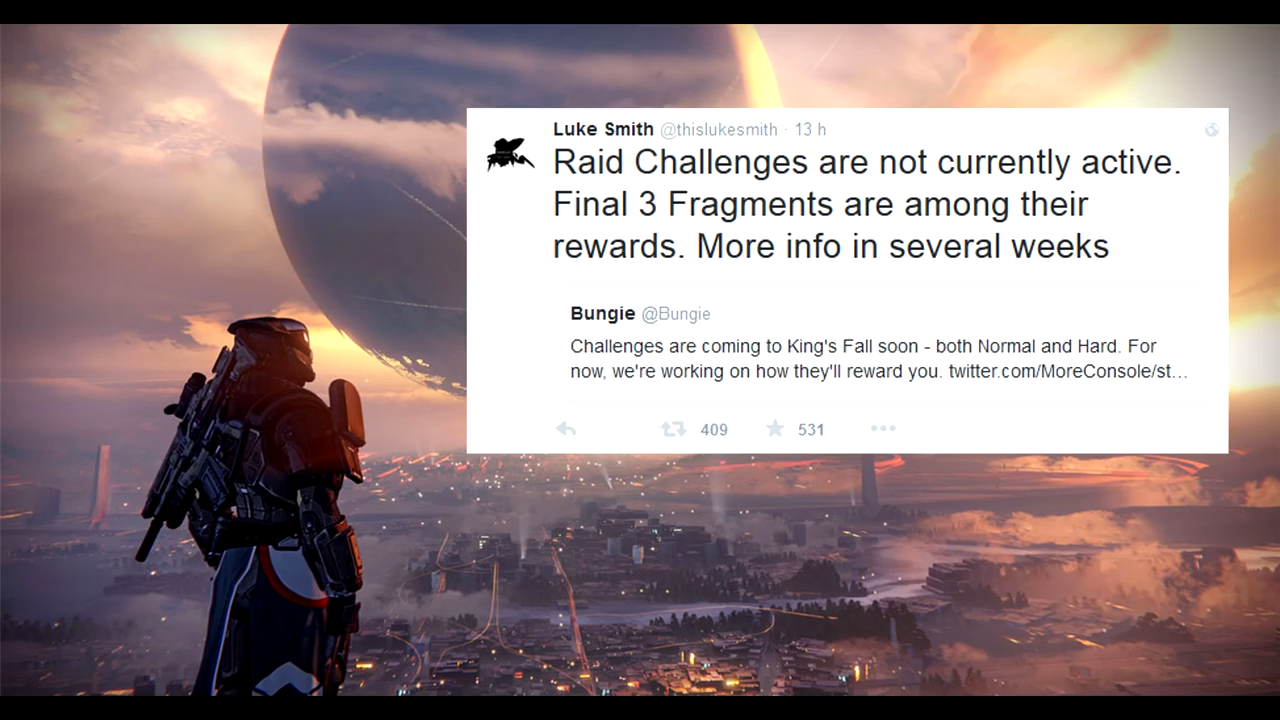 Luke Smith @thislukesmith · 13 h
Raid Challenges are not currently active.
Final 3 Fragments are among their
rewards. More info in several weeks
Bungie @Bungie
Challenges are coming to King's Fall soon - both Normal and Hard. For
now, we're working on how they'll reward you. twitter.com/MoreConsole/st…
409
531